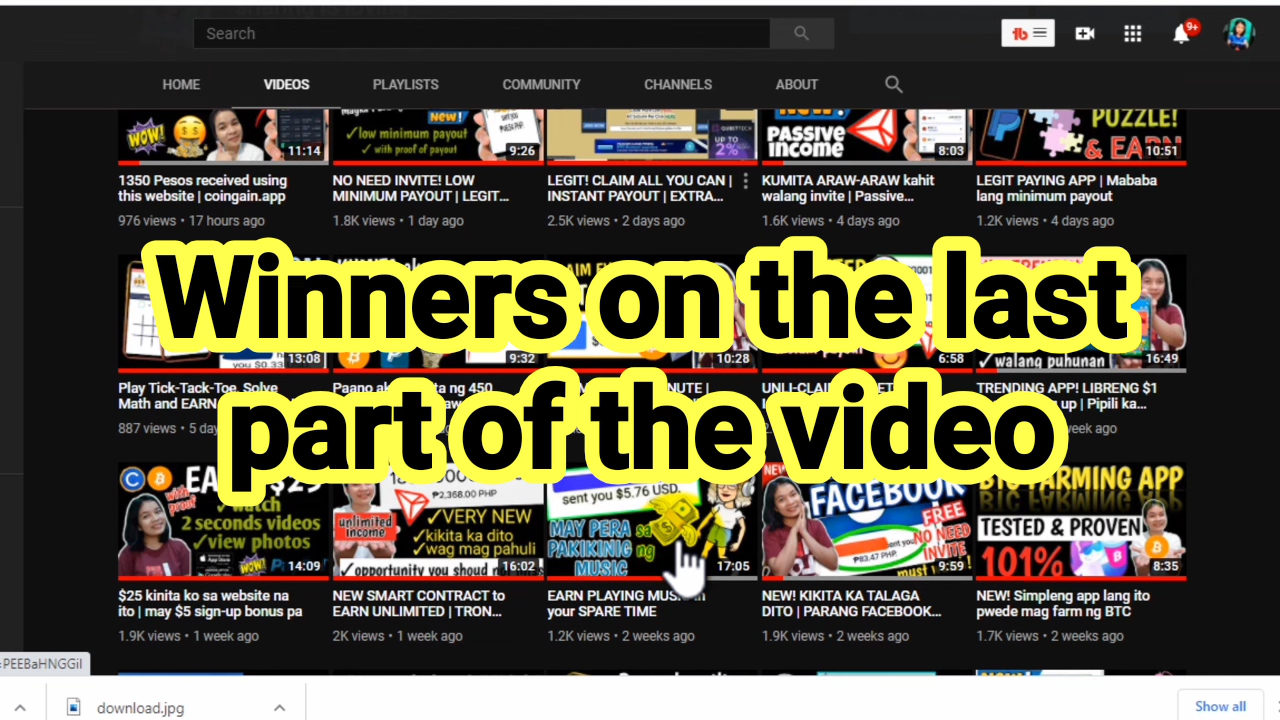 Search
9+
HOME
VIDEOS
PLAYLISTS
COMMUNITY
CHANNELS
ABOUT
WOW!
11:14
New!
✓low minimum payout
✓ with proof of payout
9:26
UP TO
2%
PASSIVE
INCOME
8:03
PUZZLE!
& EARN
10:51
1350 Pesos received using
this website | coingain.app
976 views • 17 hours ago
NO NEED INVITE! LOW
MINIMUM PAYOUT | LEGIT...
1.8K views • 1 day ago
LEGIT! CLAIM ALL YOU CAN |
INSTANT PAYOUT | EXTRA...
2.5K views • 2 days ago
KUMITA ARAW-ARAW kahit
walang invite | Passive...
1.6K views • 4 days ago
LEGIT PAYING APP | Mababa
lang minimum payout
1.2K views • 4 days ago
Winners on the last
part of the video
13:08
9:32
10:28
6:58
✓walang puhunan
16:49
Play Tick-Tack-Toe, Solve
Math and EARN
887 views •
TRENDING APP! LIBRENG $1
up | Pipili ka...
week ago
with
proof
✓watch
2 seconds videos
✓view photos
WOW!
14:09
₱2,368.00 PHP
unlimited
income
✓VERY NEW
✓kikita ka dito
✓wag mag pahuli
✓opportunity you should
16:02
sent you $5.76 USD.
MAY PERA sa
PAKIKINIG ng
MUSIC
17:05
NEW!
FACEBOOK
FREE
NO NEED
INVITE
₱83.47 PHP
must
9:59
FARMING APP
TESTED & PROVEN
101%
8:35
$25 kinita ko sa website na
ito | may $5 sign-up bonus pa
1.9K views • 1 week ago
NEW SMART CONTRACT to
EARN UNLIMITED | TRON...
2K views • 1 week ago
EARN PLAYING MUSIC in
your SPARE TIME
1.2K views • 2 weeks ago
NEW! KIKITA KA TALAGA
DITO | PARANG FACEBOOK...
1.9K views • 2 weeks ago
NEW! Simpleng app lang ito
pwede mag farm ng BTC
1.7K views • 2 weeks ago
=PEEBaHNGGiI
download.jpg
Show all